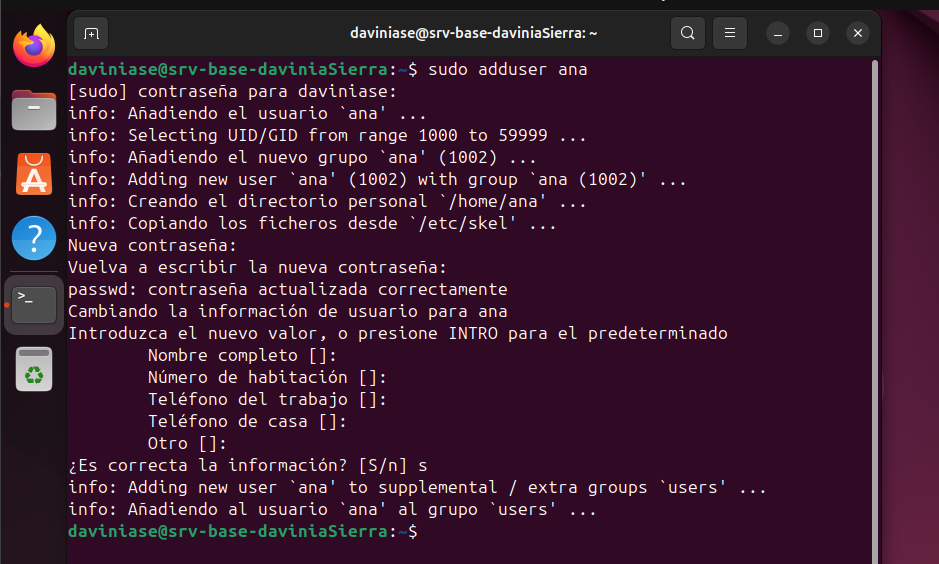 daviniase@srv-base-daviniaSierra: ~
daviniase@srv-base-daviniaSierra:~$ sudo adduser ana
[sudo] contraseña para daviniase:
info: Añadiendo el usuario `ana' ...
info: Selecting UID/GID from range 1000 to 59999 ...
info: Añadiendo el nuevo grupo `ana' (1002) ...
info: Adding new user `ana' (1002) with group `ana (1002)' ...
info: Creando el directorio personal `/home/ana' ...
info: Copiando los ficheros desde `/etc/skel' ...
Nueva contraseña:
Vuelva a escribir la nueva contraseña:
passwd: contraseña actualizada correctamente
Cambiando la información de usuario para ana
Introduzca el nuevo valor, o presione INTRO para el predeterminado
Nombre completo []:
Número de habitación []:
Teléfono del trabajo []:
Teléfono de casa []:
Otro []:
¿Es correcta la información? [S/n] s
info: Adding new user `ana' to supplemental / extra groups `users' ...
info: Añadiendo al usuario `ana' al grupo `users' ...
daviniase@srv-base-daviniaSierra:~$